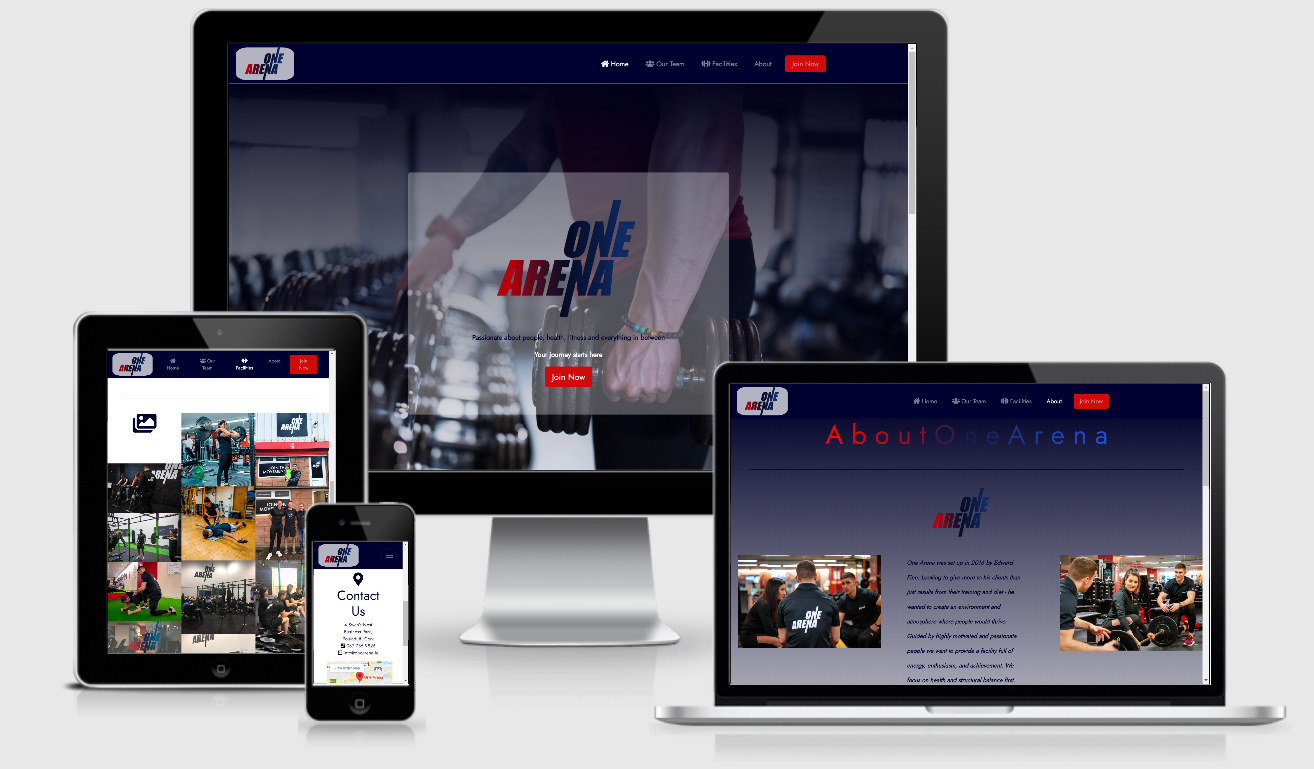 ONE
ARENA
Home Our Team Facilities About Join Now
ONE
ARENA
Passionate about people, health, fitness and everything in between
Your journey starts here
Join Now
ONE
ARENA
Home
Our
Team
Facilities
About
Join
Now
ONE
ARENA
Contact
Us
Business Park,
One Arena
ONE
ARENA
Home Our Team Facilities About Join Now
About One Arena
ONE
ARENA
One Arena was set up in 2016 by Edward
Finn. Looking to give more to his clients than
just results from their training and diet - he
wanted to create an environment and
atmosphere where people would thrive.
Guided by highly motivated and passionate
people we want to provide a facility full of
energy, enthusiasm, and achievement. We
focus on health and structural balance first.